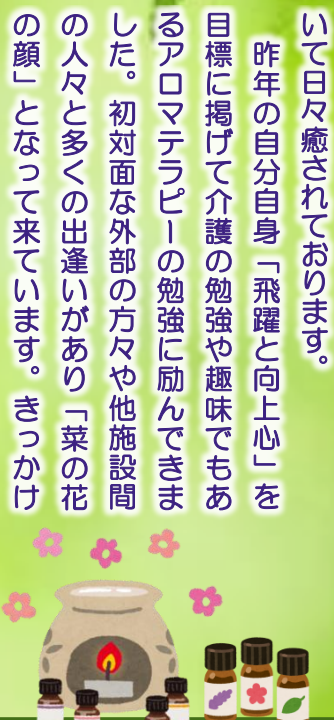 いて日々癒されております。
昨年の自分自身「飛躍と向上心」を
目標に掲げて介護の勉強や趣味でもあ
るアロマテラピーの勉強に励んできま
した。初対面な外部の方々や他施設間
の人々と多くの出逢いがあり「菜の花
の顔」となって来ています。きっかけ